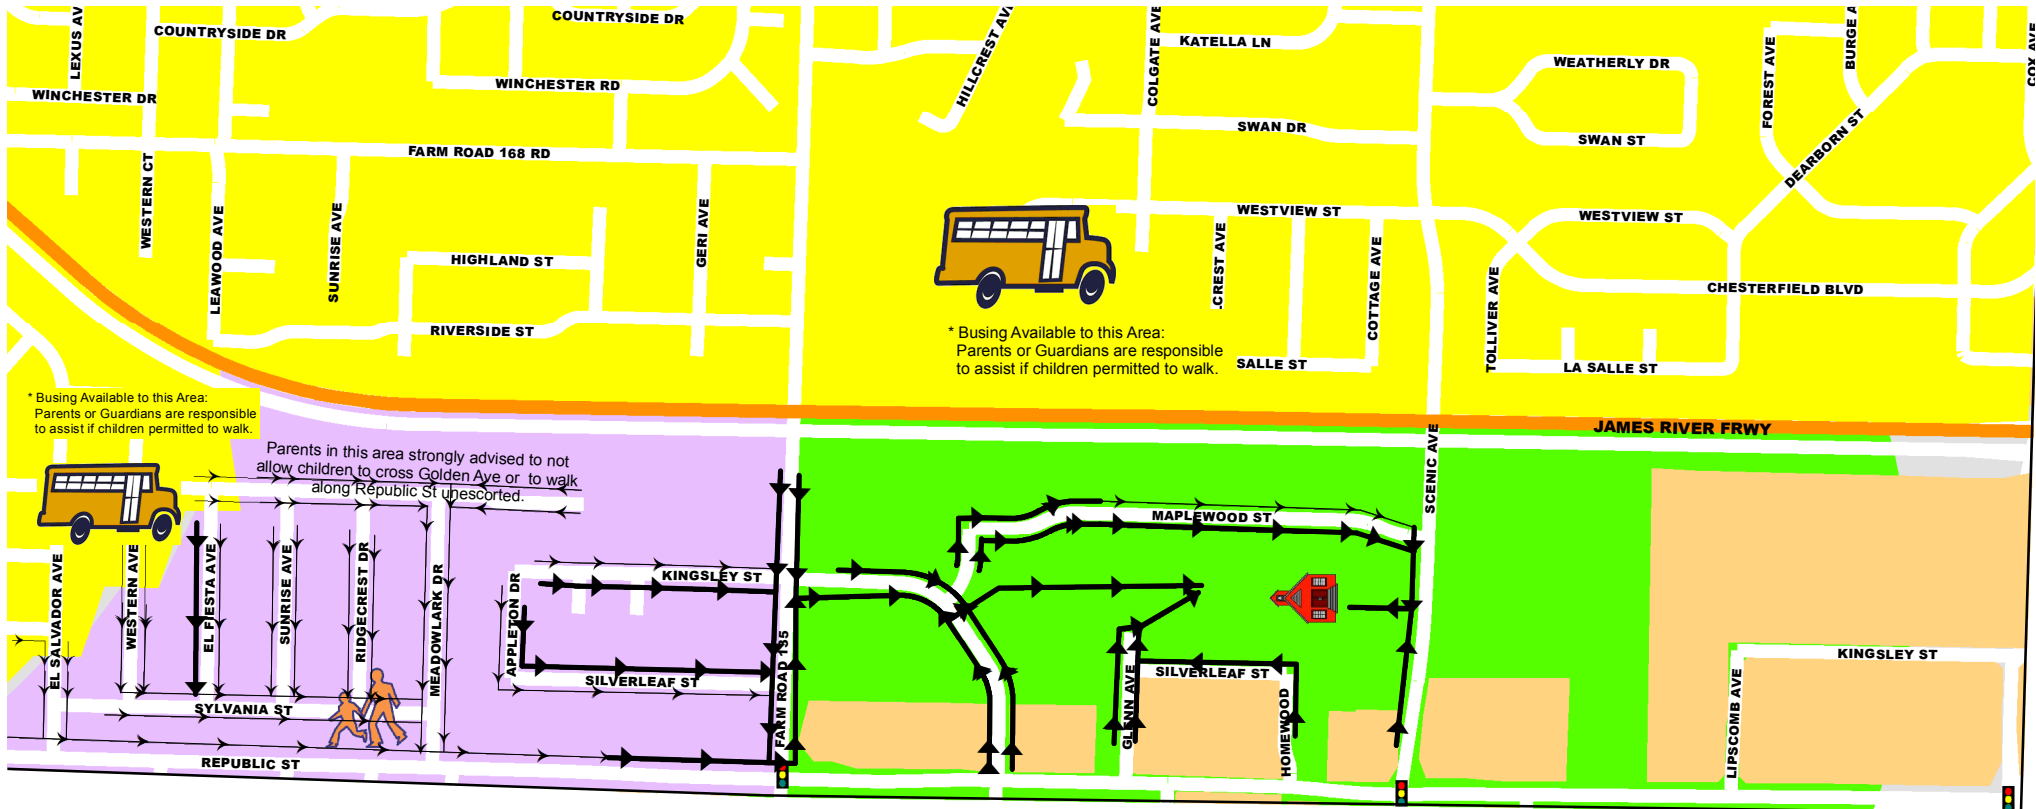 LEXUS AV
COUNTRYSIDE DR
COUNTRYSIDE DR
HILLCREST AV
COLGATE AVE
KATELLA LN
WEATHERLY DR
FOREST AVE
BURGE A
COX AVE
WINCHESTER DR
WINCHESTER RD
SWAN DR
SWAN ST
DEARBORN ST
FARM ROAD 168 RD
WESTERN CT
LEAWOOD AVE
SUNRISE AVE
GERI AVE
WESTVIEW ST
WESTVIEW ST
HIGHLAND ST
CREST AVE
COTTAGE AVE
TOLLIVER AVE
CHESTERFIELD BLVD
RIVERSIDE ST
* Busing Available to this Area:
Parents or Guardians are responsible
to assist if children permitted to walk.
SALLE ST
LA SALLE ST
* Busing Available to this Area:
Parents or Guardians are responsible
to assist if children permitted to walk.
JAMES RIVER FRWY
SCENIC AVE
Parents in this area strongly advised to not
allow children to cross Golden Ave or to walk
along Republic St unescorted.
MAPLEWOOD ST
EL SALVADOR AVE
WESTERN AVE
EL FIESTA AVE
SUNRISE AVE
RIDGECREST DR
MEADOWLARK DR
APPLETON DR
KINGSLEY ST
FARM ROAD 135
SILVERLEAF ST
GLENN AVE
SILVERLEAF ST
HOMEWOOD
KINGSLEY ST
LIPSCOMB AVE
SYLVANIA ST
REPUBLIC ST